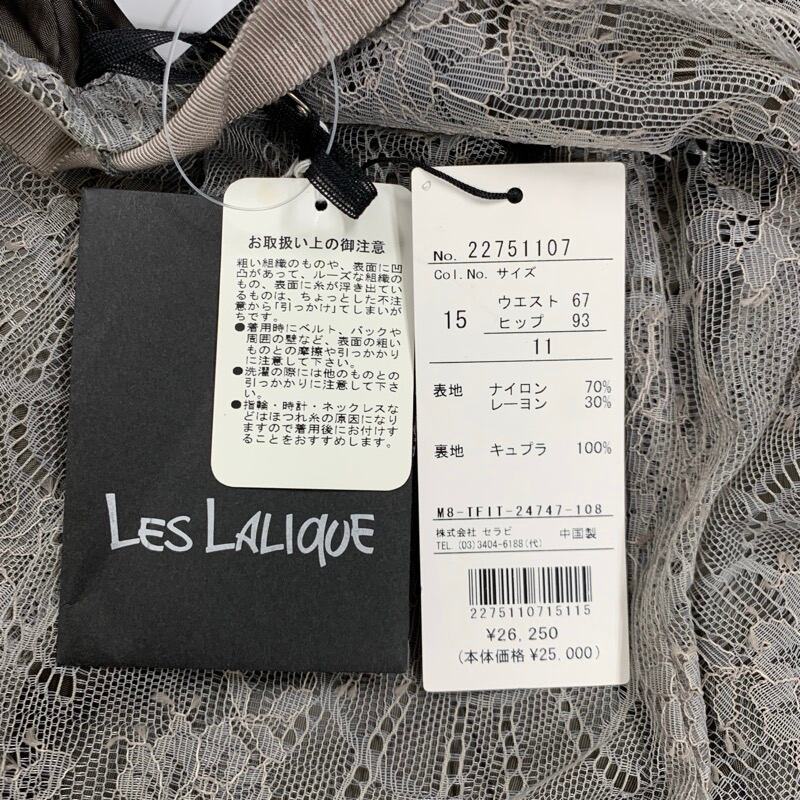 お取扱い上の御注意
粗い組織のものや、表面に凹
凸があって、ルーズな組織の
もの、表面に糸が浮き出ている
ものは、ちょっとした不注
意から「引っかけ」てしまいが
ちです。
●着用時にベルト、バックや
周囲の壁など、表面の粗い
ものとの摩擦や引っかかり
に注意して下さい。
●洗濯の際には他のものとの
引っかかりに注意して下さ
い。
●指輪・時計・ネックレスな
どはほつれ糸の原因になり
ますので着用後にお付けす
ることをおすすめします。
LES LALIQUE
No. 22751107
Col.No. サイズ
15 ウエスト 67
ヒップ 93
11
表地 ナイロン 70%
レーヨン 30%
裏地 キュプラ 100%
M8-TFIT-24747-108
株式会社 セラビ
TEL.(03)3404-6188(代) 中国製
2275110715115
¥26,250
(本体価格 ¥25,000)